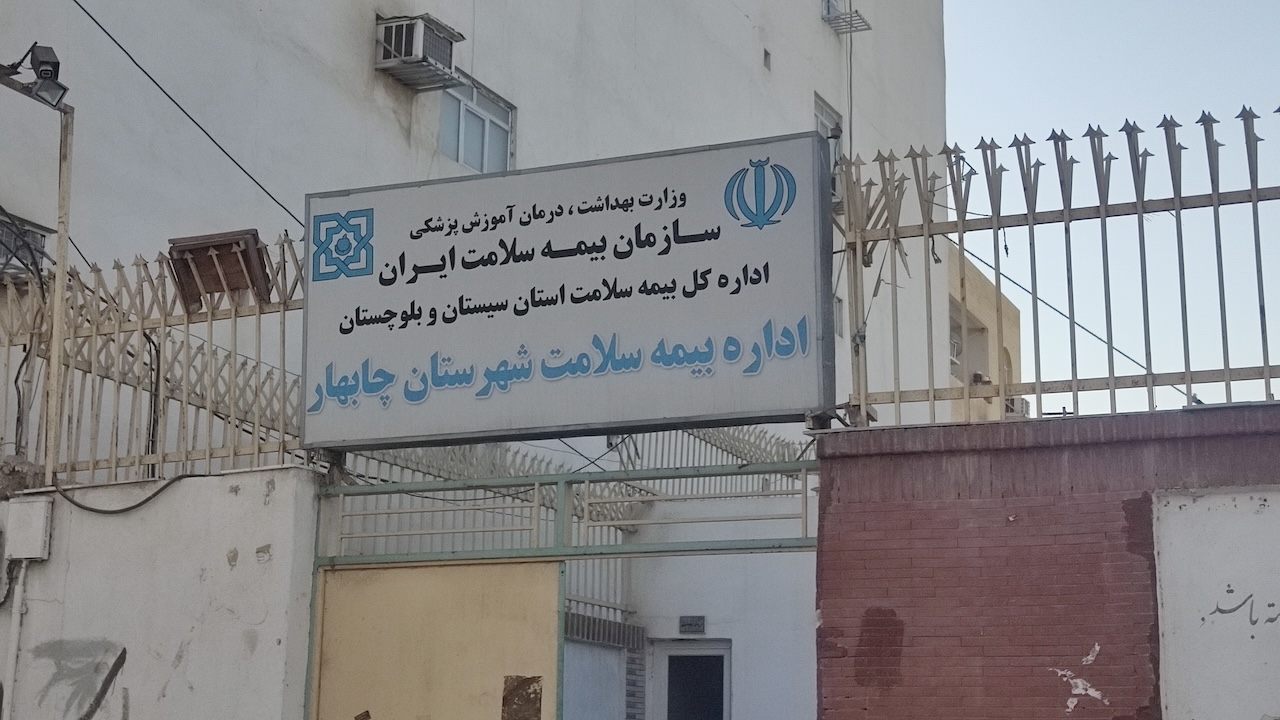 وزارت بهداشت، درمان آموزش پزشکی
سازمان بیمه سلامت ایران
اداره کل بیمه سلامت استان سیستان و بلوچستان
اداره بیمه سلامت شهرستان چابهار
باشد